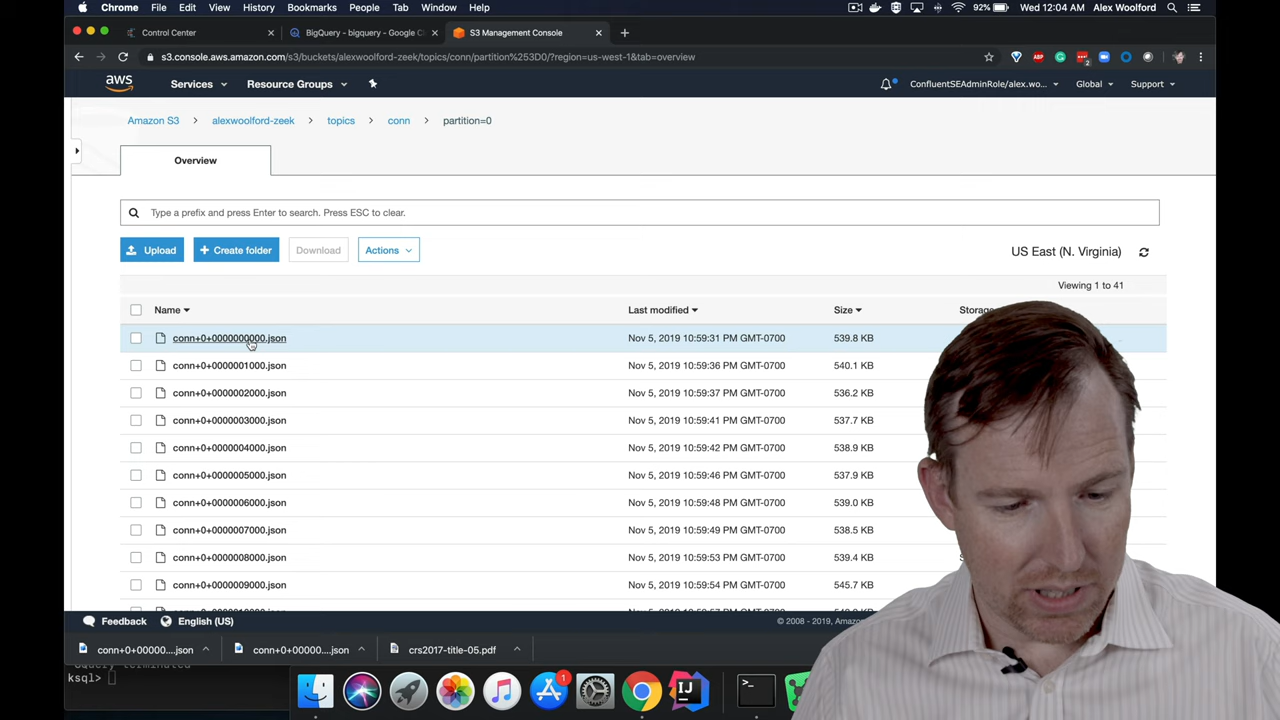 Chrome File Edit View History Bookmarks People Tab Window Help 92% Wed 12:04 AM Alex Woolford
Control Center BigQuery - bigquery - Google C S3 Management Console
s3.console.aws.amazon.com/s3/buckets/alexwoolford-zeek/topics/conn/partition%253D0/?region=us-west-1&tab=overview
aws Services Resource Groups ConfluentSEAdminRole/alex.wo... Global Support
Amazon S3 alexwoolford-zeek topics conn partition=0
Overview
Type a prefix and press Enter to search. Press ESC to clear.
Upload + Create folder Download Actions US East (N. Virginia)
Viewing 1 to 41
Name Last modified Size Storag
conn+0+0000000000.json Nov 5, 2019 10:59:31 PM GMT-0700 539.8 KB
conn+0+0000001000.json Nov 5, 2019 10:59:36 PM GMT-0700 540.1 KB
conn+0+0000002000.json Nov 5, 2019 10:59:37 PM GMT-0700 536.2 KB
conn+0+0000003000.json Nov 5, 2019 10:59:41 PM GMT-0700 537.7 KB
conn+0+0000004000.json Nov 5, 2019 10:59:42 PM GMT-0700 538.9 KB
conn+0+0000005000.json Nov 5, 2019 10:59:46 PM GMT-0700 537.9 KB
conn+0+0000006000.json Nov 5, 2019 10:59:48 PM GMT-0700 539.0 KB
conn+0+0000007000.json Nov 5, 2019 10:59:49 PM GMT-0700 538.5 KB
conn+0+0000008000.json Nov 5, 2019 10:59:53 PM GMT-0700 539.4 KB
conn+0+0000009000.json Nov 5, 2019 10:59:54 PM GMT-0700 545.7 KB
Feedback English (US) © 2008 - 2019, Amazo
conn+0+00000....json conn+0+00000....json crs2017-title-05.pdf
ksql>